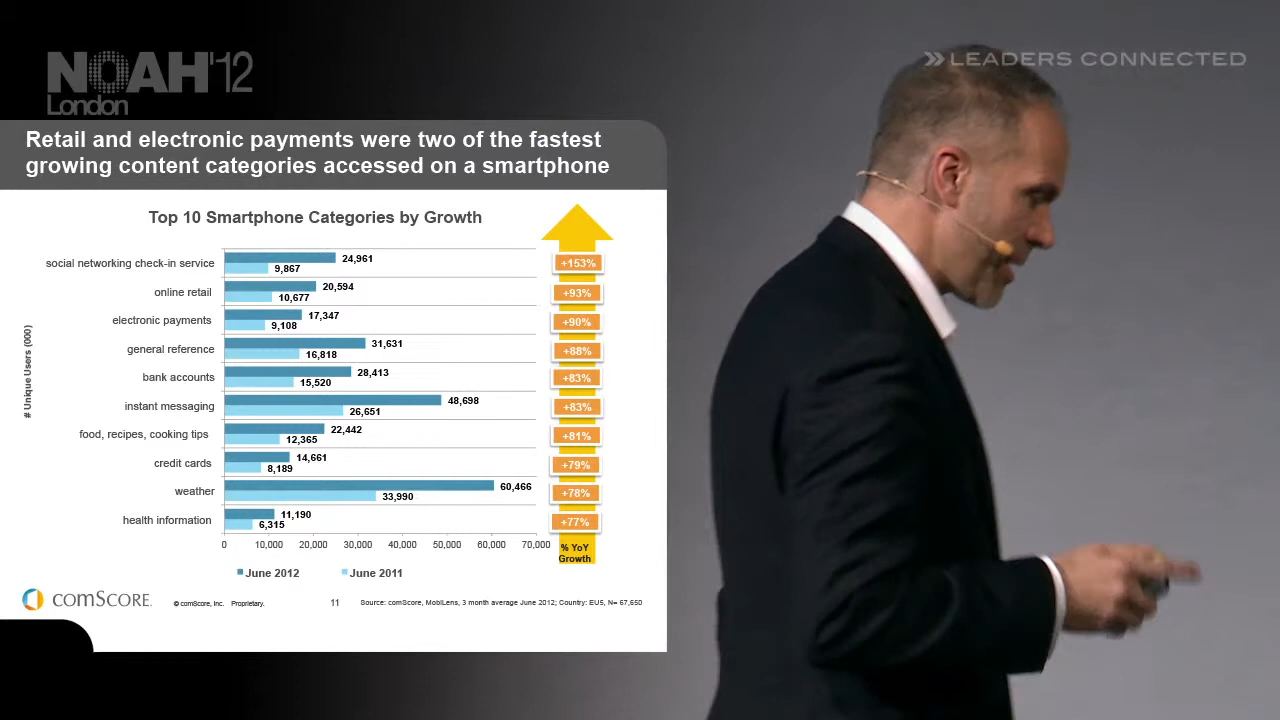 NOAH'12
London
LEADERS CONNECTED
Retail and electronic payments were two of the fastest
growing content categories accessed on a smartphone
Top 10 Smartphone Categories by Growth
# Unique Users (000)
social networking check-in service 24,961 +153%
9,867
online retail 20,594 +93%
10,677
electronic payments 17,347 +90%
9,108
general reference 31,631 +88%
16,818
bank accounts 28,413 +83%
15,520
instant messaging 48,698 +83%
26,651
food, recipes, cooking tips 22,442 +81%
12,365
credit cards 14,661 +79%
8,189
weather 60,466 +78%
33,990
health information 11,190 +77%
6,315
0 10,000 20,000 30,000 40,000 50,000 60,000 70,000
% YoY
Growth
June 2012 June 2011
comSCORE.
© comScore, Inc. Proprietary. 11 Source: comScore, MobiLens, 3 month average June 2012; Country: EU5, N= 67,650